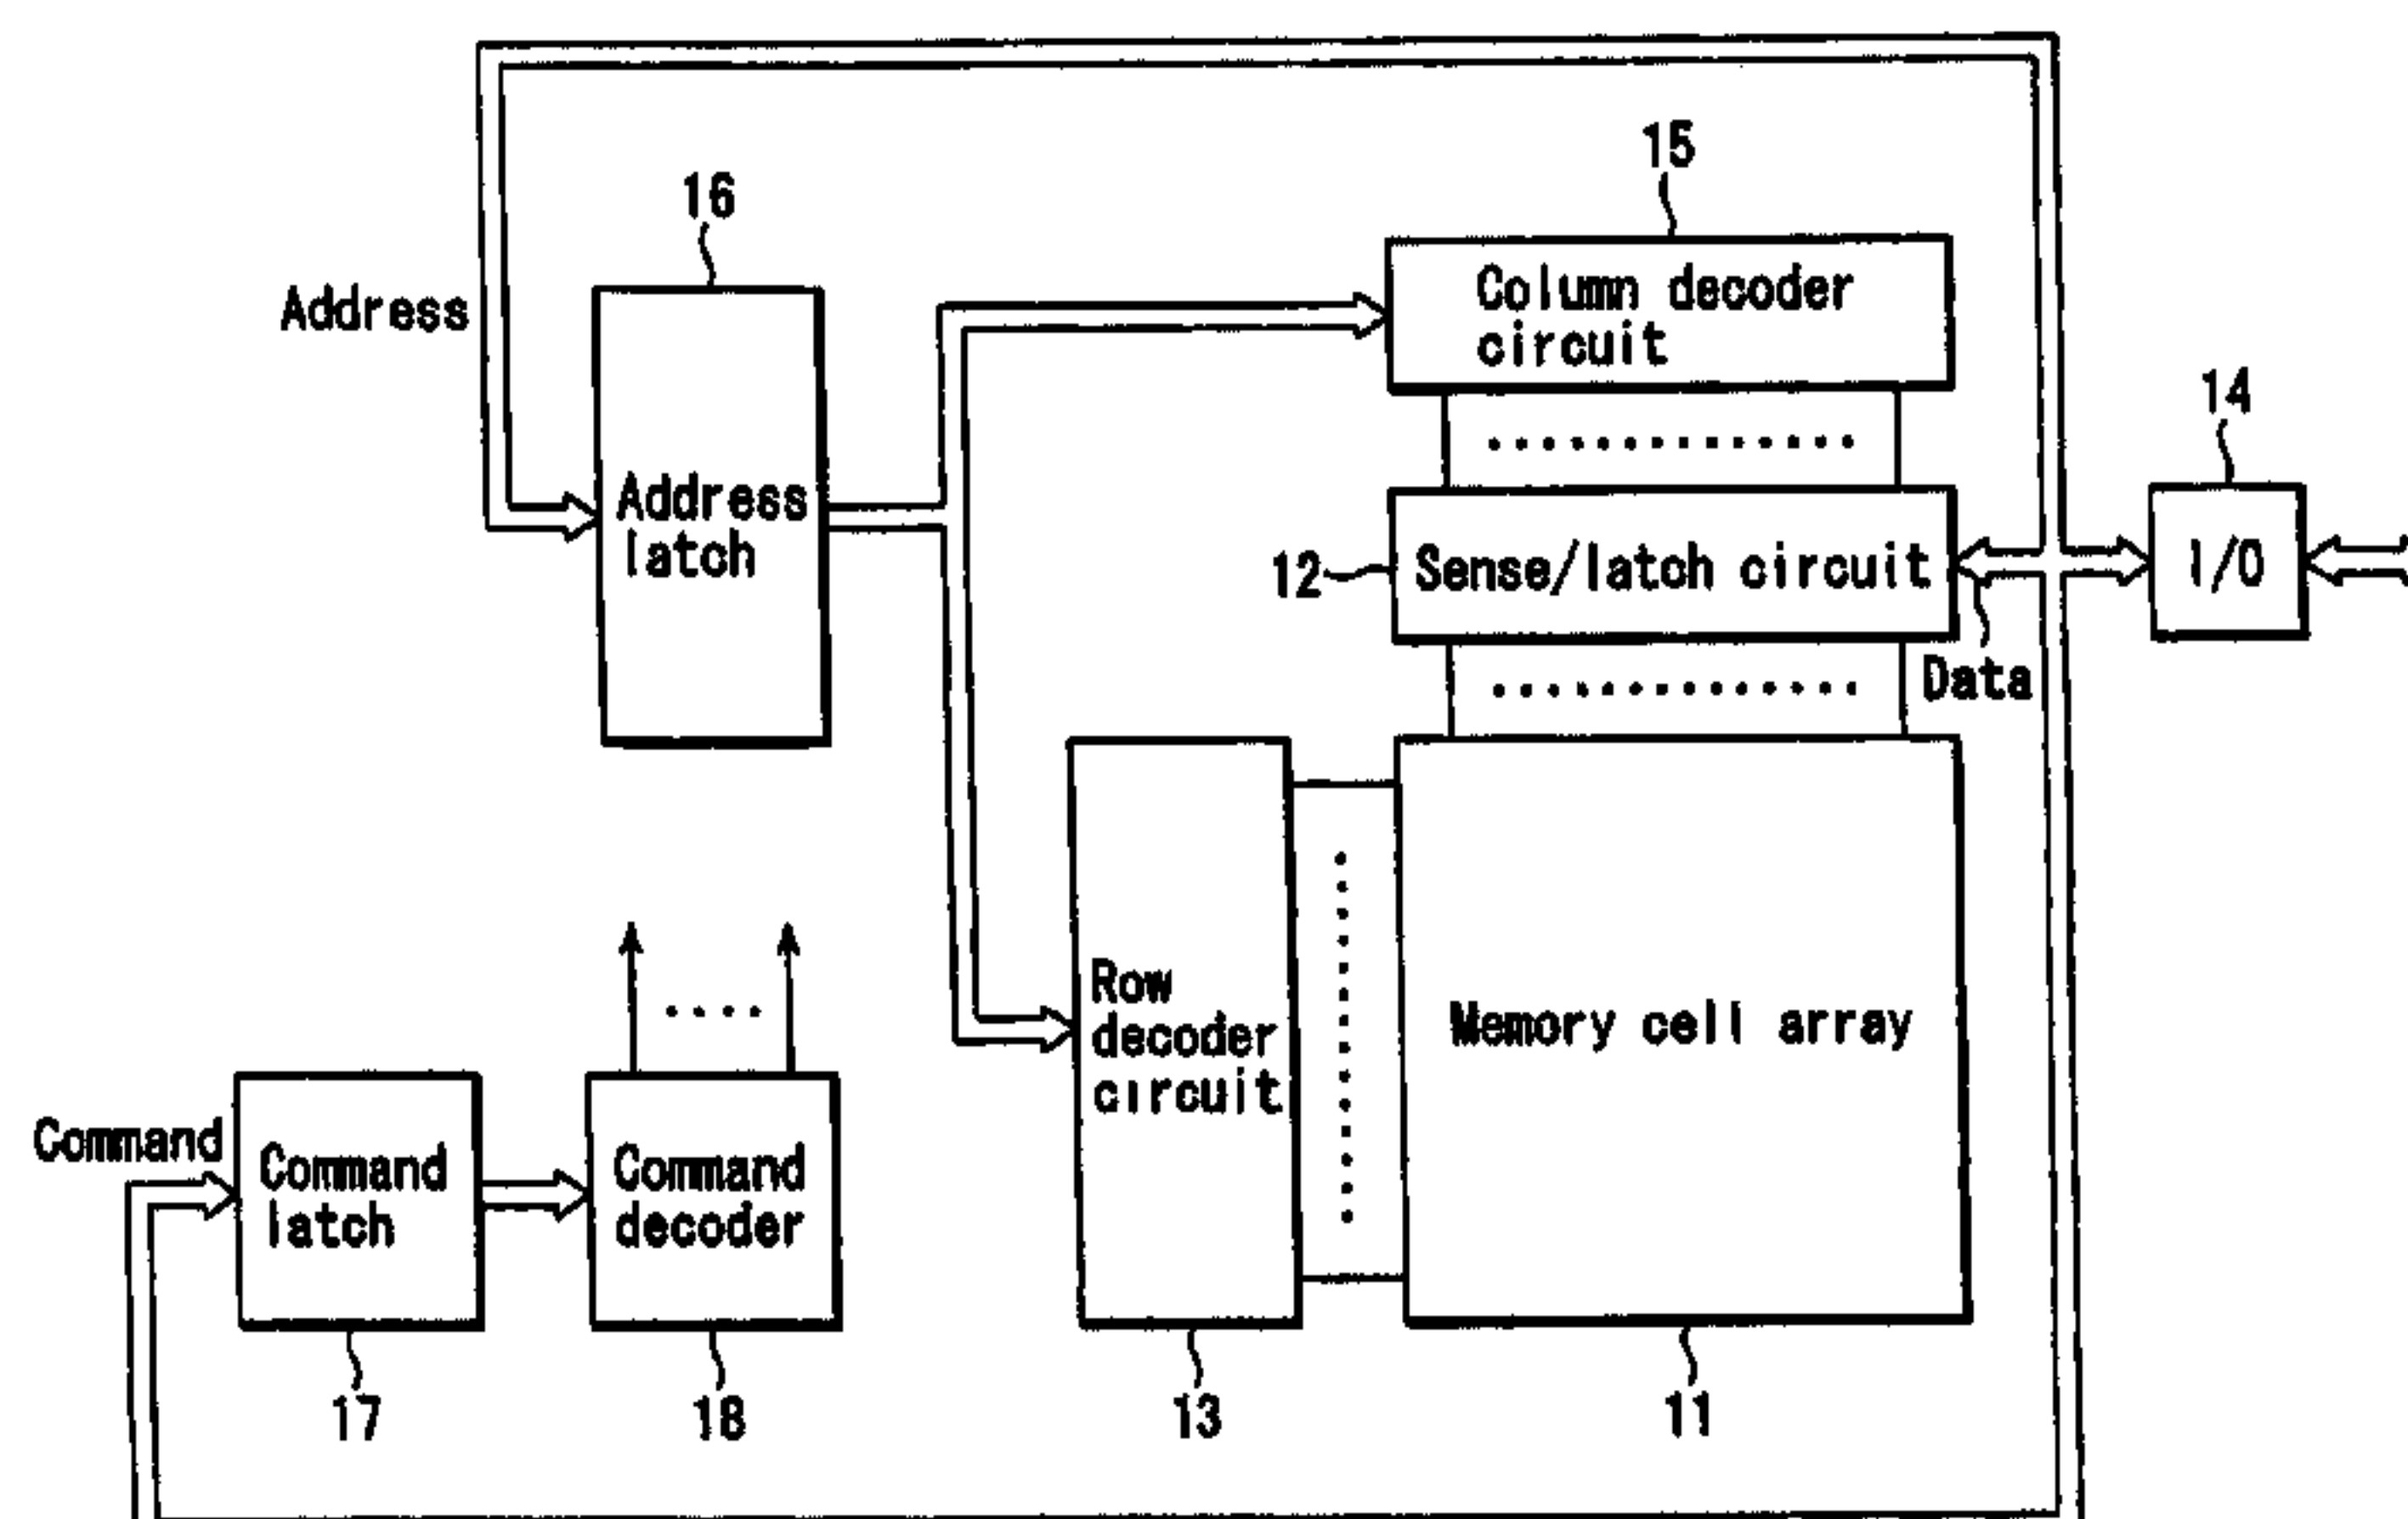 15
16
Column decoder
circuit
Address
14
Address
latch
12
Sense/latch circuit
I/O
Data
Row
decoder
circuit
Memory cell array
Command
Command
latch
Command
decoder
17
18
13
11